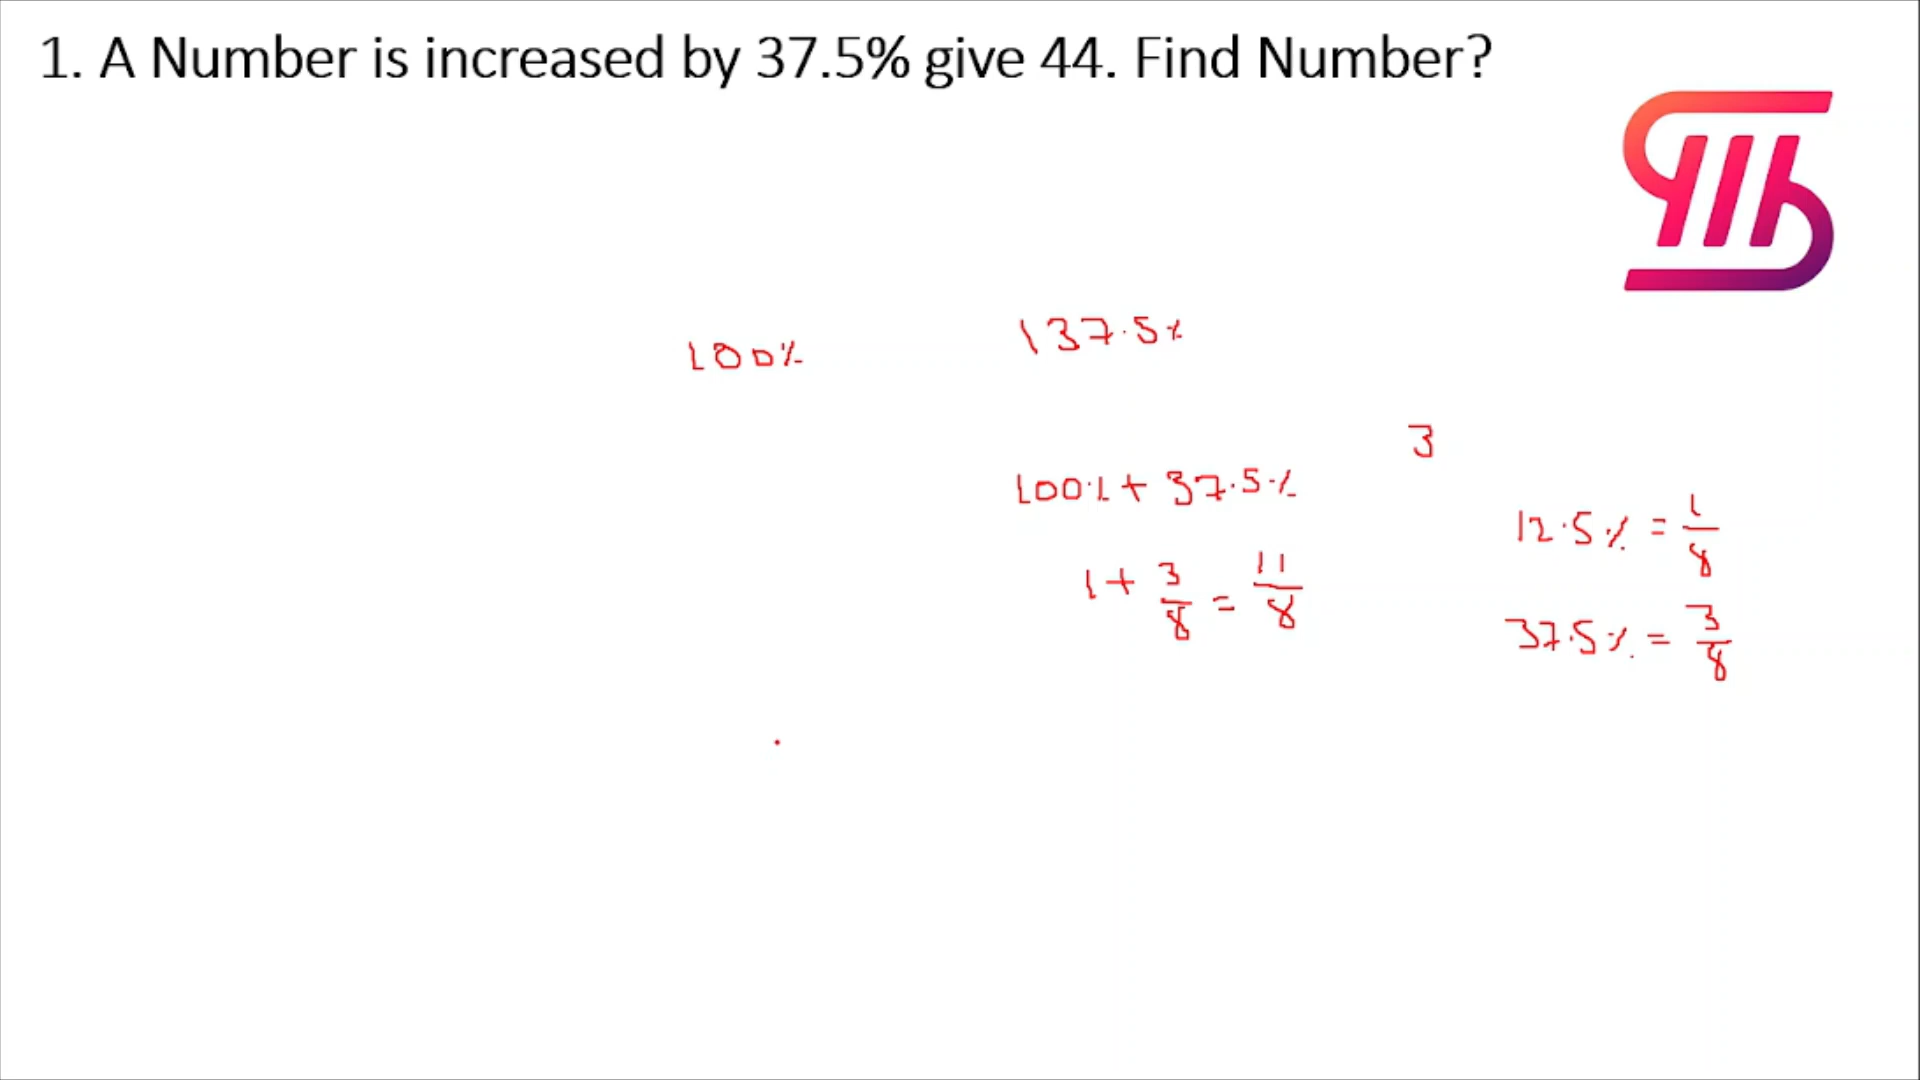 1. A Number is increased by 37.5% give 44. Find Number?
100%
137.5%
3
100%+ 37.5%
12.5% = 1/8
1+ 3/8 = 11/8
37.5% = 3/8